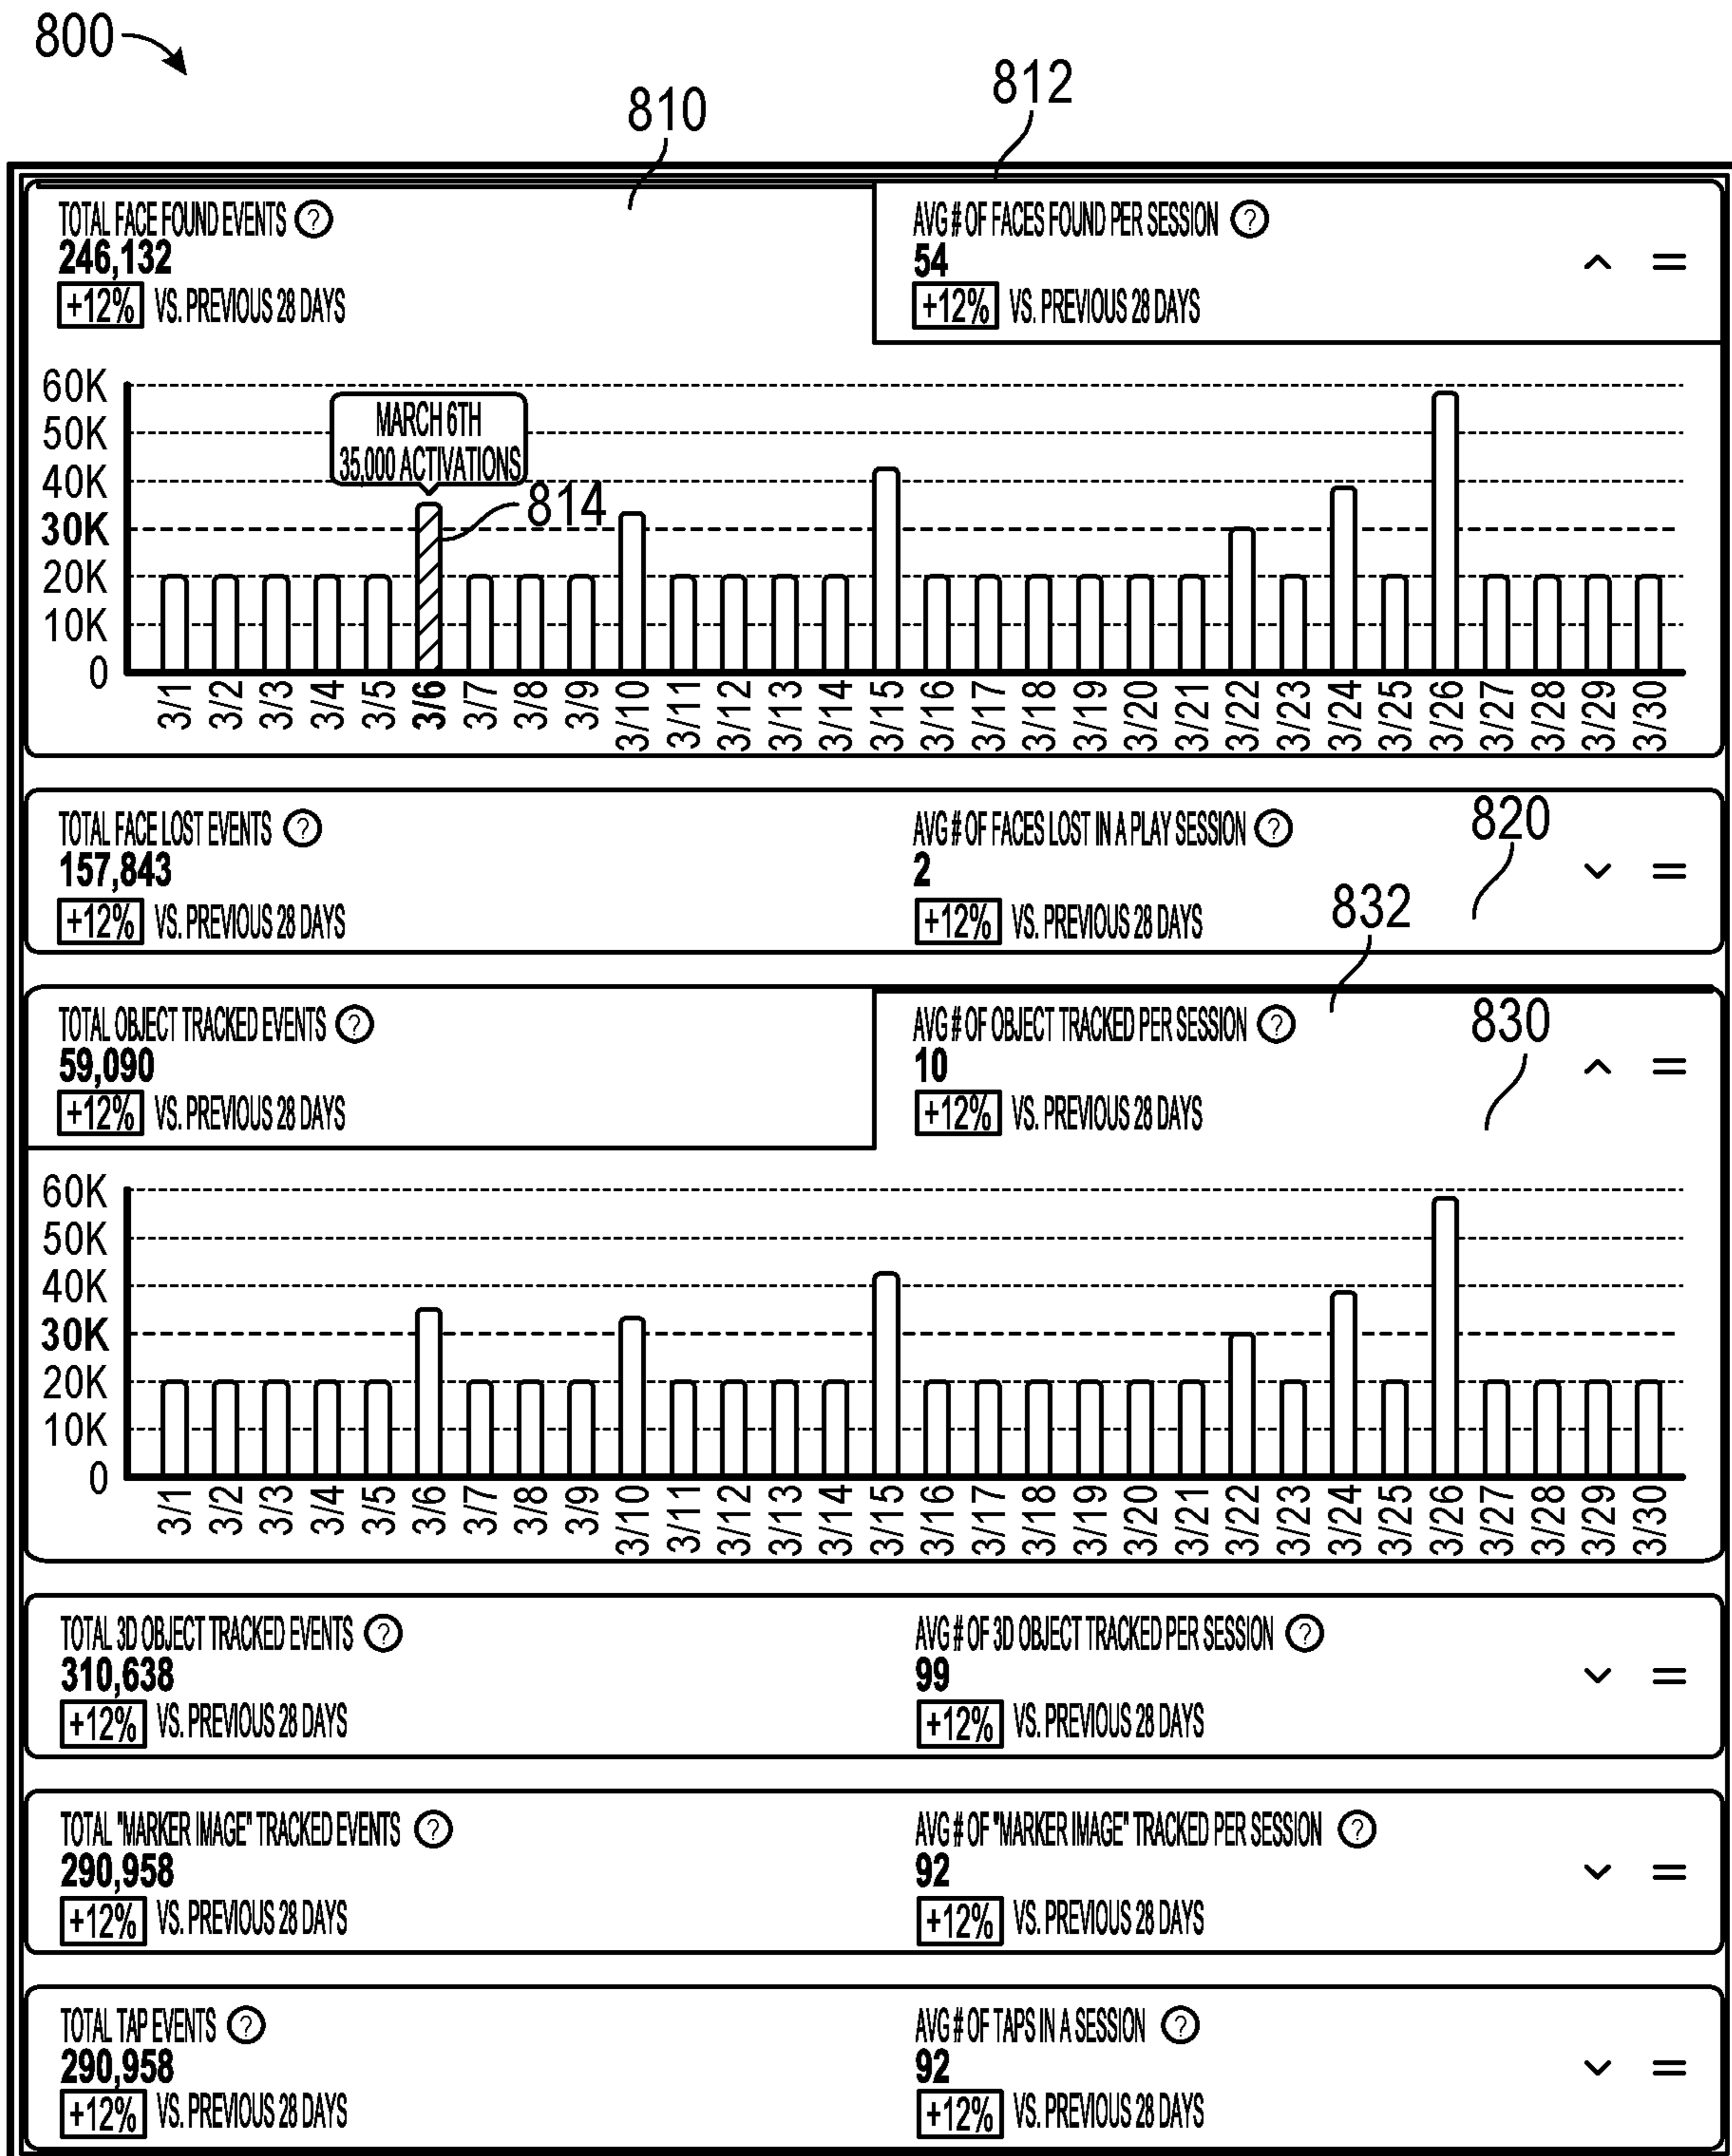 800
810
812
TOTAL FACE FOUND EVENTS ?
246,132
+12% VS. PREVIOUS 28 DAYS
AVG # OF FACES FOUND PER SESSION ?
54
+12% VS. PREVIOUS 28 DAYS
60K
50K
40K
30K
20K
10K
0
MARCH 6TH
35,000 ACTIVATIONS
814
3/1 3/2 3/3 3/4 3/5 3/6 3/7 3/8 3/9 3/10 3/11 3/12 3/13 3/14 3/15 3/16 3/17 3/18 3/19 3/20 3/21 3/22 3/23 3/24 3/25 3/26 3/27 3/28 3/29 3/30
TOTAL FACE LOST EVENTS ?
157,843
+12% VS. PREVIOUS 28 DAYS
AVG # OF FACES LOST IN A PLAY SESSION ?
2
+12% VS. PREVIOUS 28 DAYS
820
832
TOTAL OBJECT TRACKED EVENTS ?
59,090
+12% VS. PREVIOUS 28 DAYS
AVG # OF OBJECT TRACKED PER SESSION ?
10
+12% VS. PREVIOUS 28 DAYS
830
60K
50K
40K
30K
20K
10K
0
3/1 3/2 3/3 3/4 3/5 3/6 3/7 3/8 3/9 3/10 3/11 3/12 3/13 3/14 3/15 3/16 3/17 3/18 3/19 3/20 3/21 3/22 3/23 3/24 3/25 3/26 3/27 3/28 3/29 3/30
TOTAL 3D OBJECT TRACKED EVENTS ?
310,638
+12% VS. PREVIOUS 28 DAYS
AVG # OF 3D OBJECT TRACKED PER SESSION ?
99
+12% VS. PREVIOUS 28 DAYS
TOTAL "MARKER IMAGE" TRACKED EVENTS ?
290,958
+12% VS. PREVIOUS 28 DAYS
AVG # OF "MARKER IMAGE" TRACKED PER SESSION ?
92
+12% VS. PREVIOUS 28 DAYS
TOTAL TAP EVENTS ?
290,958
+12% VS. PREVIOUS 28 DAYS
AVG # OF TAPS IN A SESSION ?
92
+12% VS. PREVIOUS 28 DAYS